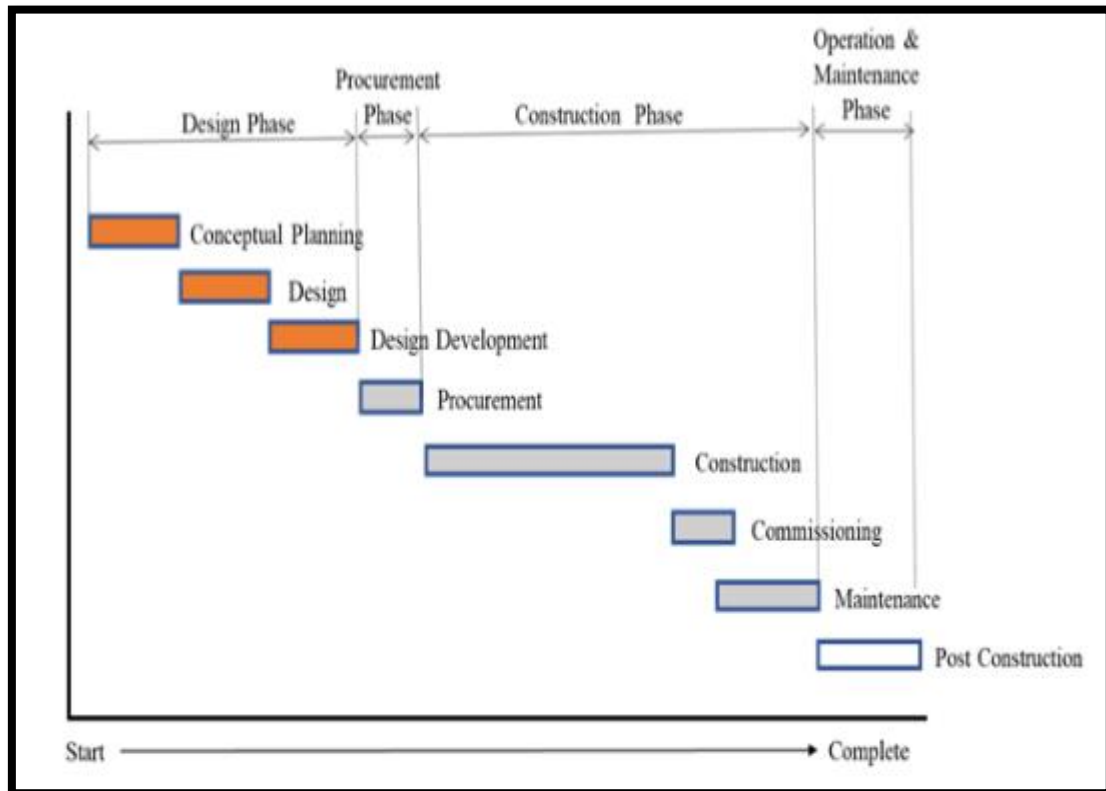 Operation &
Maintenance
Phase
Procurement
Phase
Design Phase
Construction Phase
Conceptual Planning
Design
Design Development
Procurement
Construction
Commissioning
Maintenance
Post Construction
Start
Complete